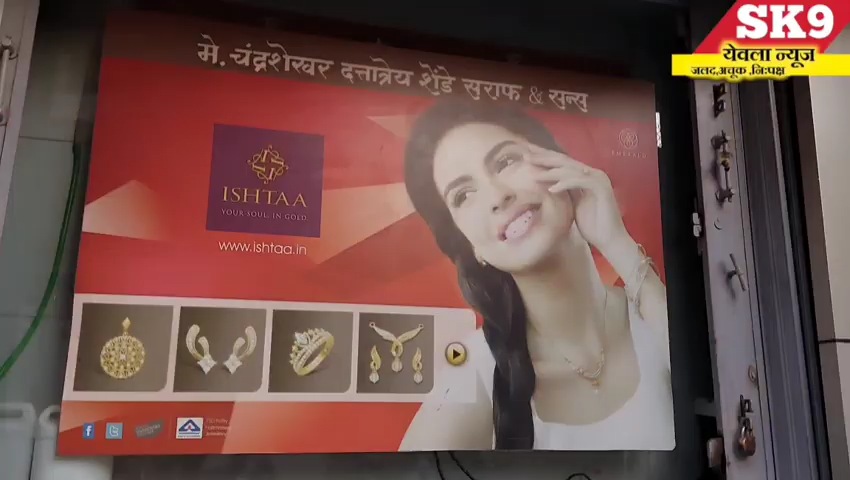 SK9
येवला न्यूज
जलद,अचूक,नि:पक्ष
मे. चंद्रशेखर दत्तात्रेय शेंडे सराफ & सन्स
ISHTAA
YOUR SOUL. IN GOLD.
www.ishtaa.in
f
t